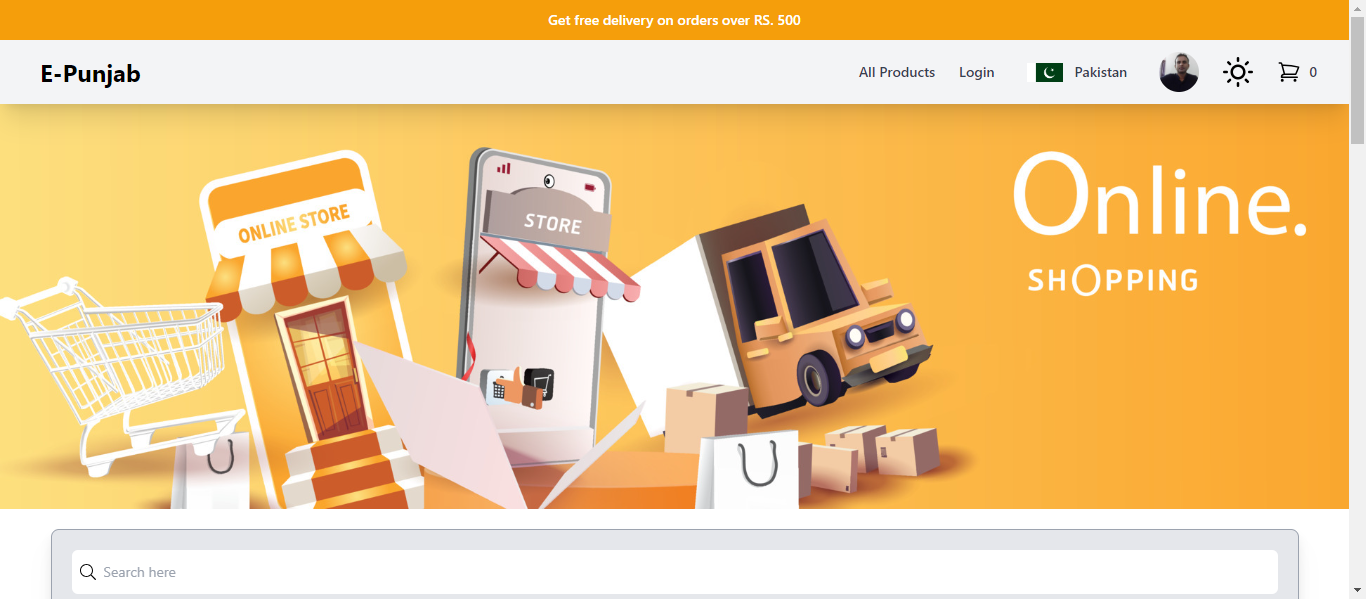 Get free delivery on orders over RS. 500
E-Punjab
All Products
Login
Pakistan
0
ONLINE STORE
STORE
Online.
SHOPPING
Search here